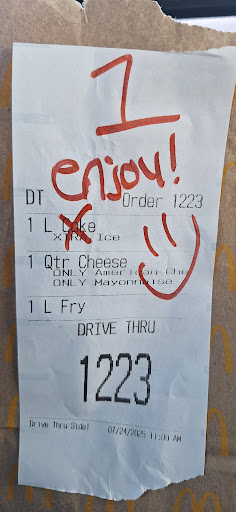 1
enjoy!
DT Order 1223
1 L Coke
XTRA Ice
1 Qtr Cheese
ONLY American Che
ONLY Mayonnaise
1 L Fry
DRIVE THRU
1223
Drive Thru Side1 07/24/2025 11:09 AM